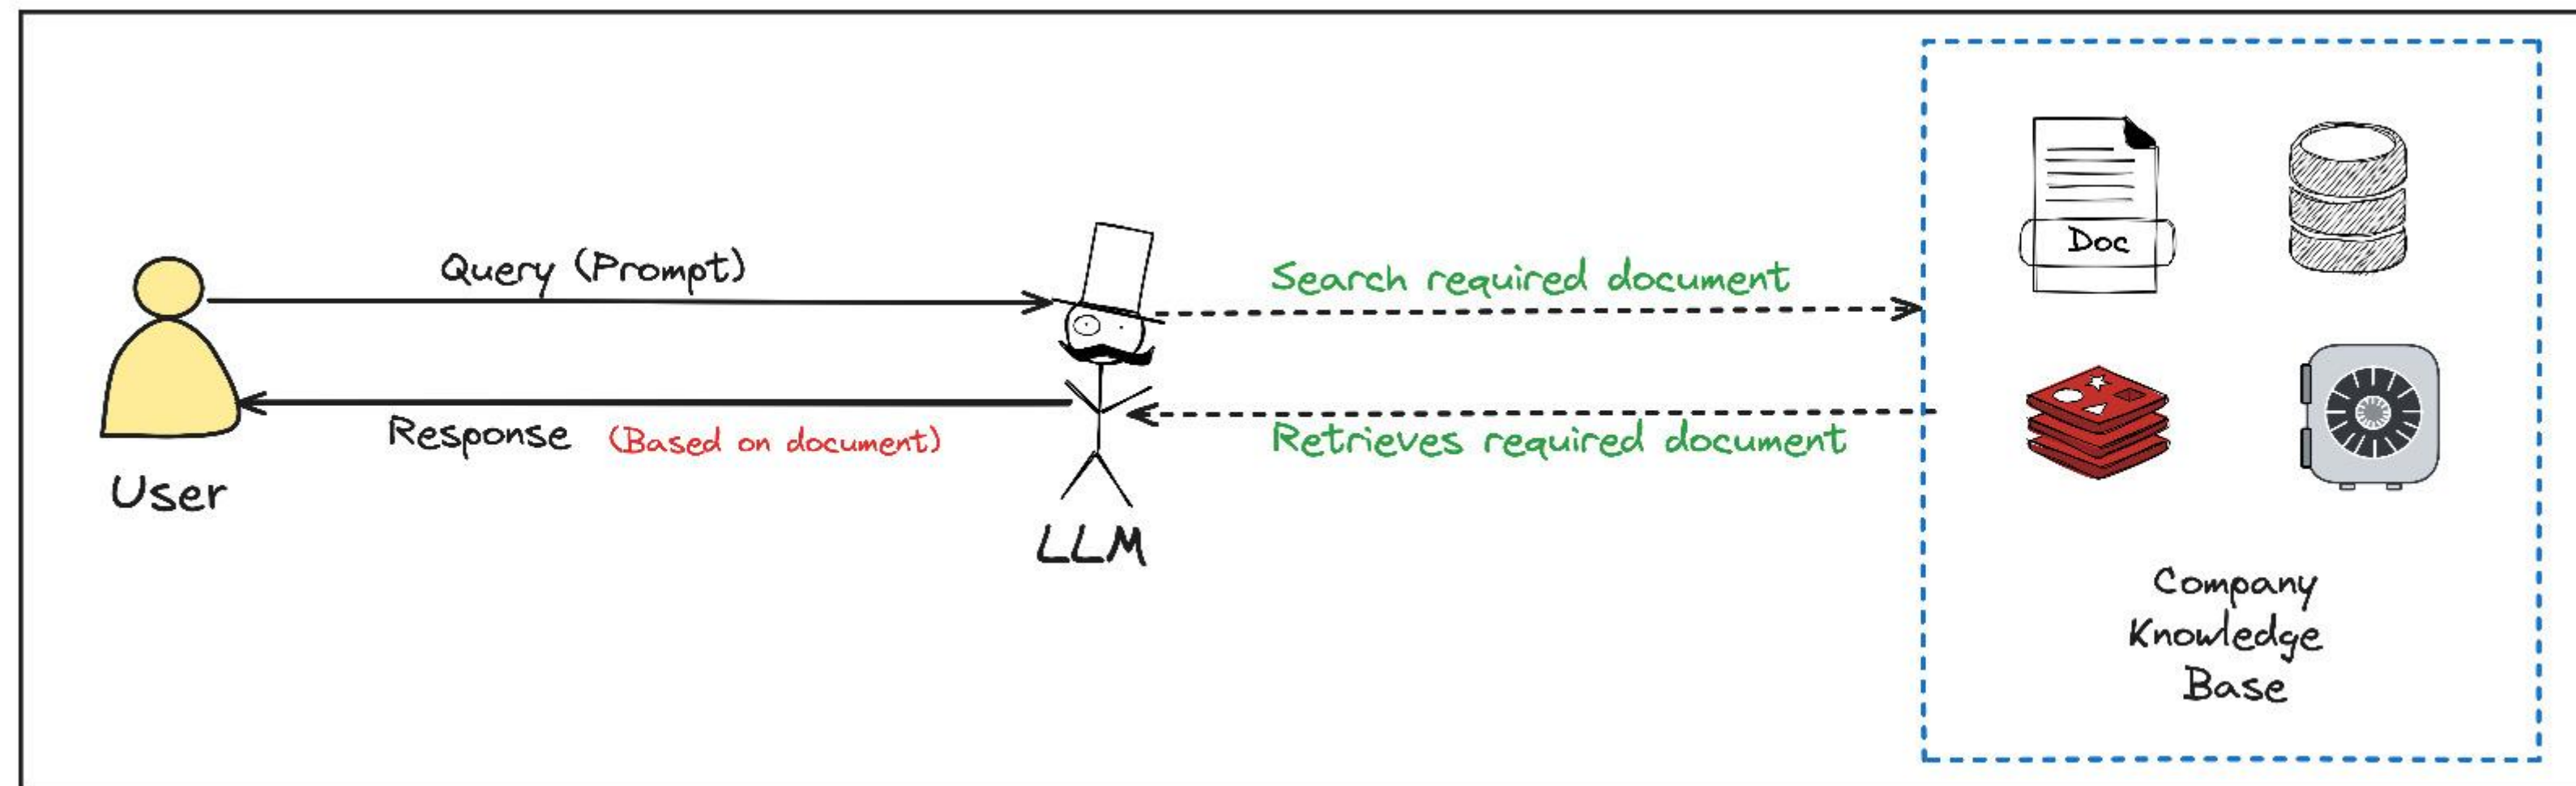 Query (Prompt)
Search required document
Doc
Response (Based on document)
Retrieves required document
User
LLM
Company
Knowledge
Base